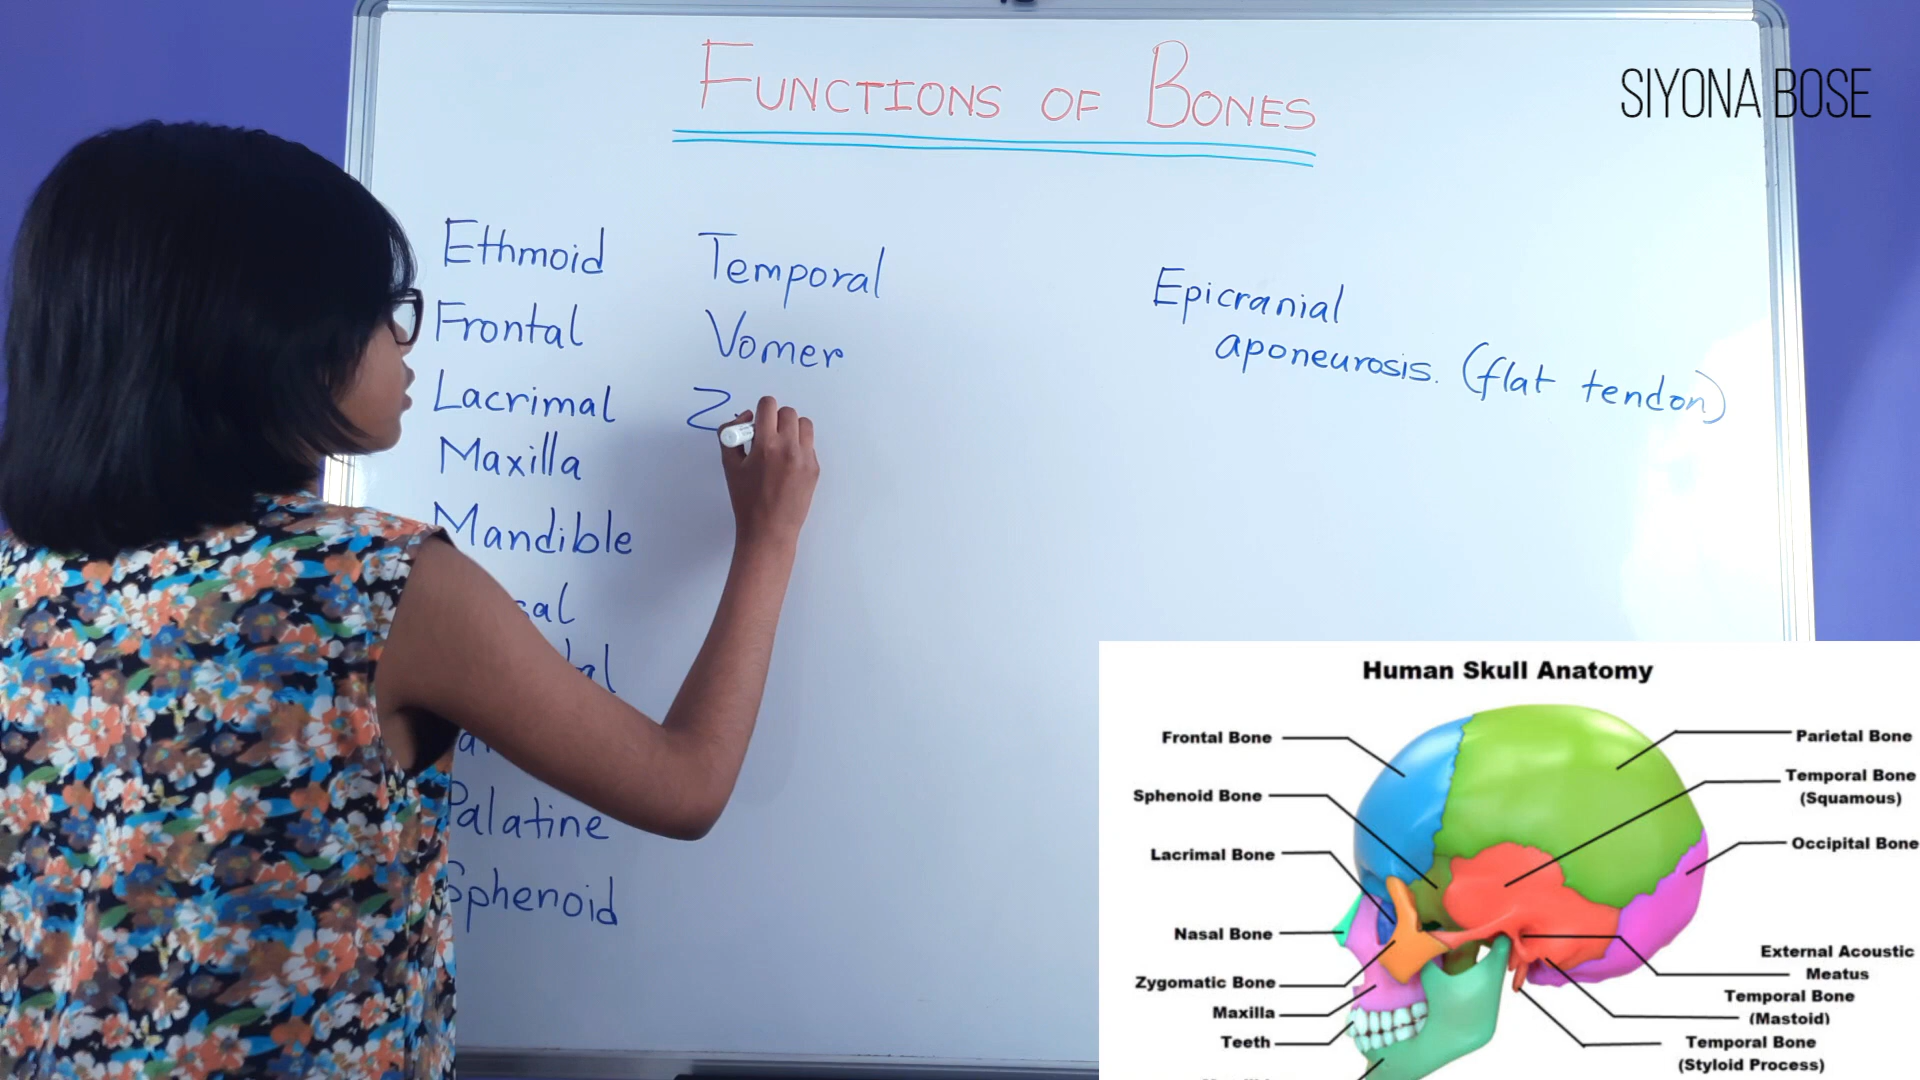 FUNCTIONS OF BONES
SIYONA BOSE
Ethmoid
Frontal
Lacrimal
Maxilla
Mandible
Palatine
Sphenoid
Temporal
Vomer
Epicranial
aponeurosis. (flat tendon)
Human Skull Anatomy
Frontal Bone
Sphenoid Bone
Lacrimal Bone
Nasal Bone
Zygomatic Bone
Maxilla
Teeth
Parietal Bone
Temporal Bone
(Squamous)
Occipital Bone
External Acoustic
Meatus
Temporal Bone
(Mastoid)
Temporal Bone
(Styloid Process)